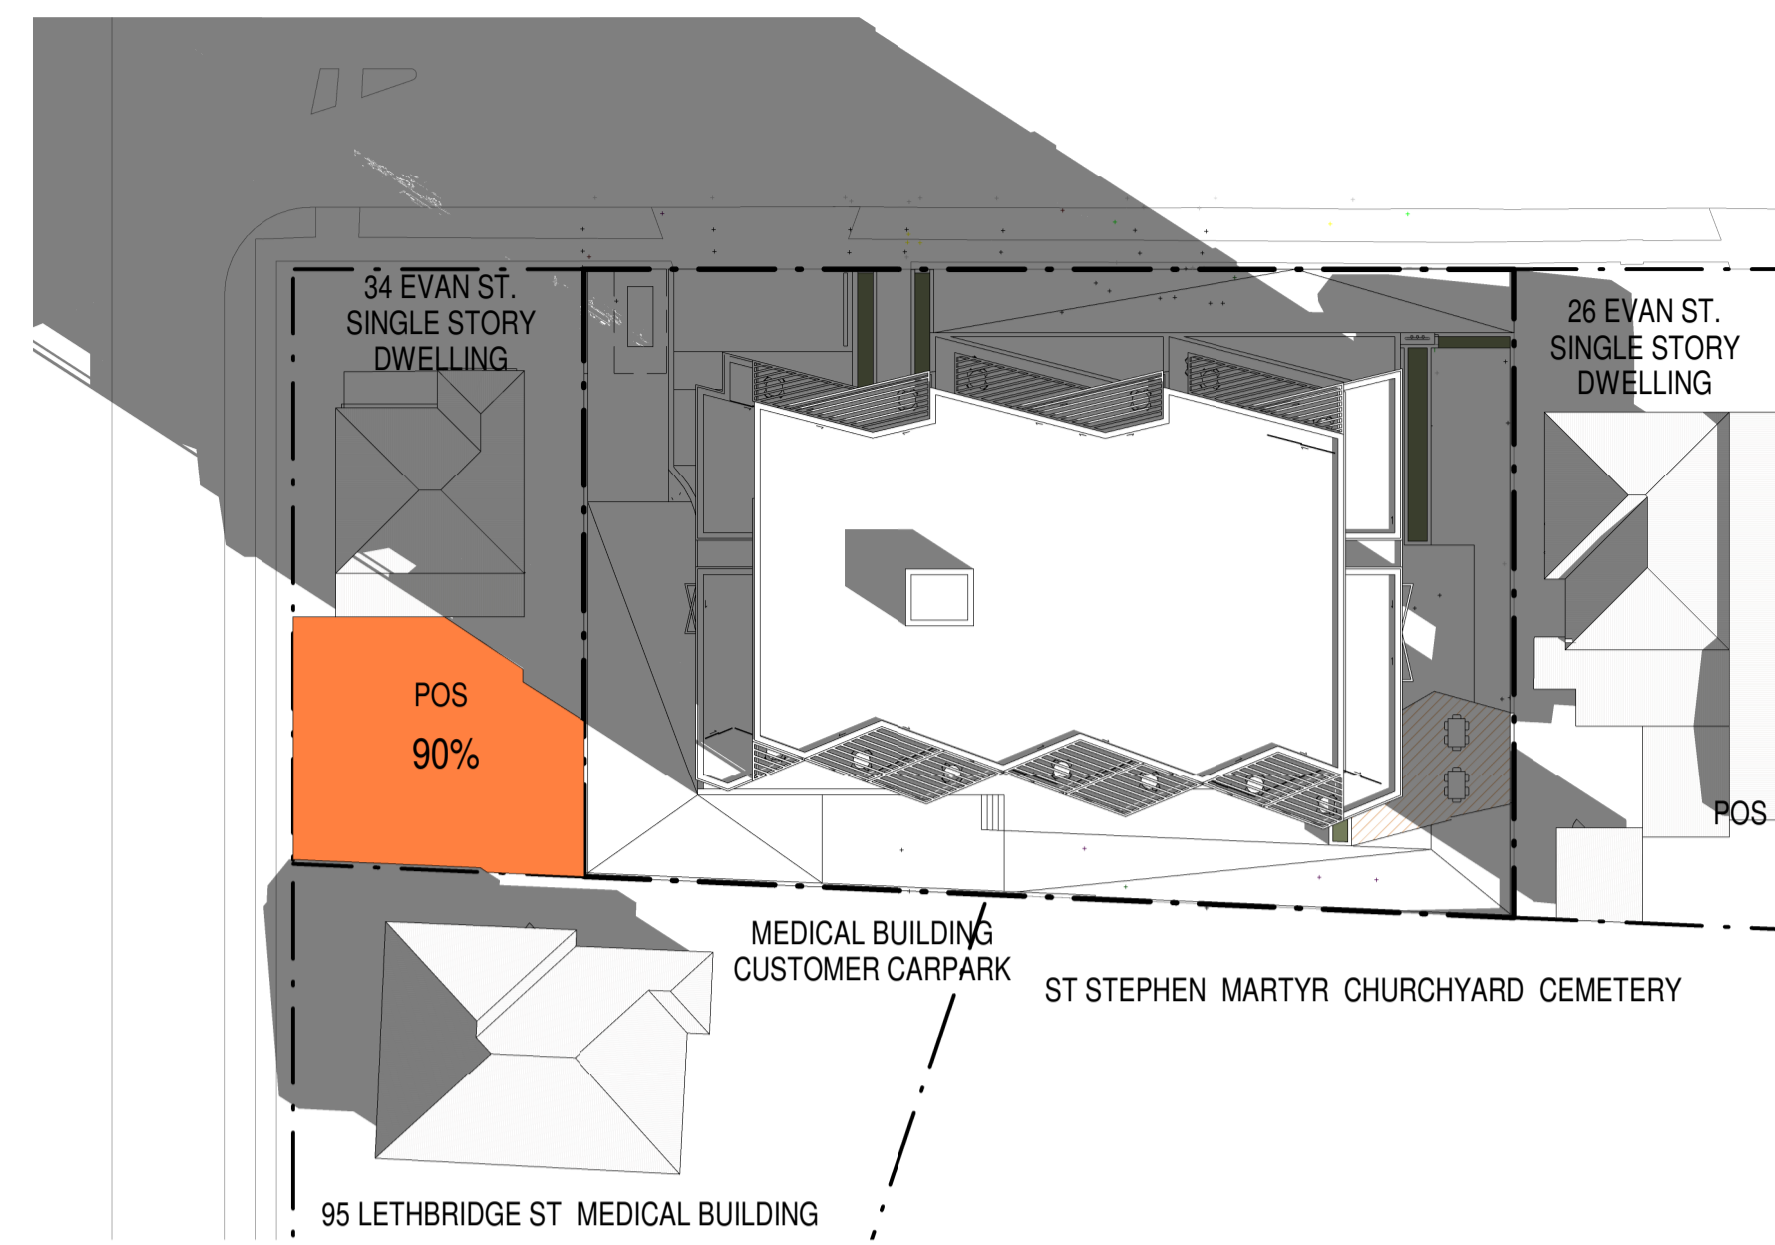 34 EVAN ST.
SINGLE STORY
DWELLING
26 EVAN ST.
SINGLE STORY
DWELLING
POS
90%
POS
MEDICAL BUILDING
CUSTOMER CARPARK
ST STEPHEN MARTYR CHURCHYARD CEMETERY
95 LETHBRIDGE ST MEDICAL BUILDING